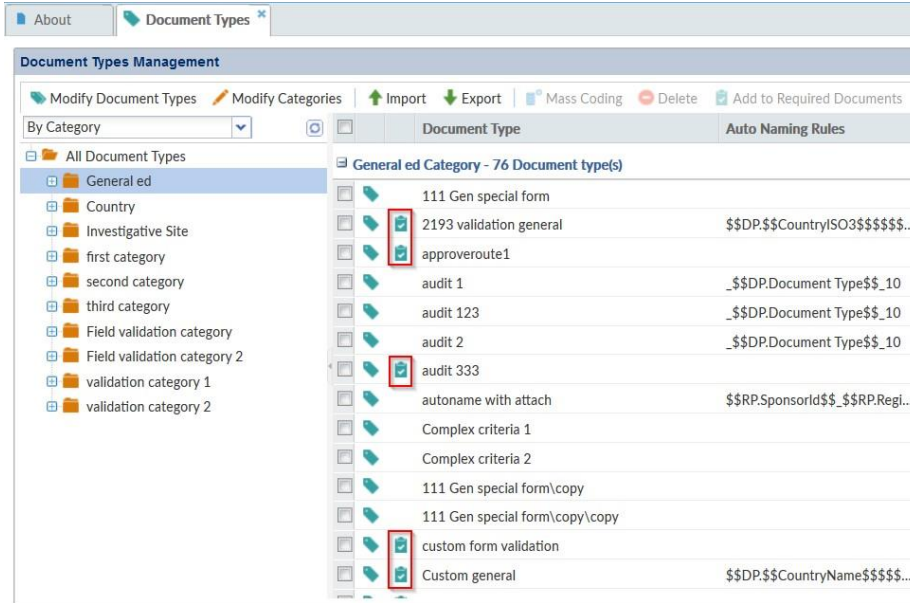 About
Document Types
Document Types Management
Modify Document Types Modify Categories Import Export Mass Coding Delete Add to Required Documents
By Category Document Type Auto Naming Rules
All Document Types
General ed
Country
Investigative Site
first category
second category
third category
Field validation category
Field validation category 2
validation category 1
validation category 2
General ed Category - 76 Document type(s)
111 Gen special form
2193 validation general $$DP.$$CountryISO3$$$$$$...
approveroute1
audit 1 _$$DP.Document Type$$_10
audit 123 _$$DP.Document Type$$_10
audit 2 _$$DP.Document Type$$_10
audit 333
autoname with attach $$RP.SponsorId$$_$$RP.Regi...
Complex criteria 1
Complex criteria 2
111 Gen special form\copy
111 Gen special form\copy\copy
custom form validation
Custom general $$DP.$$CountryName$$$$$...